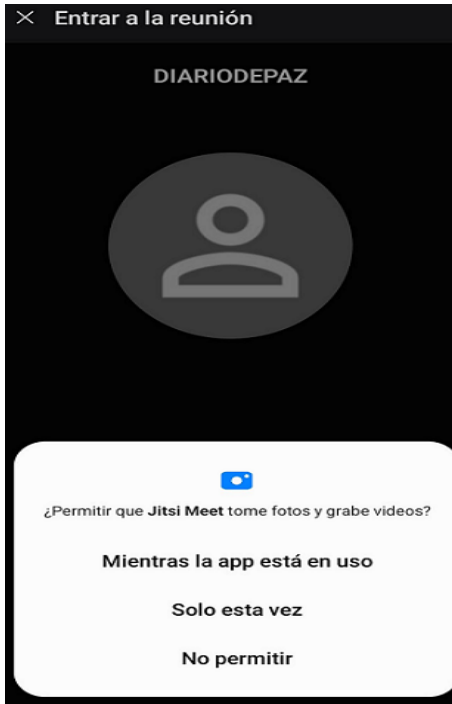 Entrar a la reunión
DIARIODEPAZ
¿Permitir que Jitsi Meet tome fotos y grabe videos?
Mientras la app está en uso
Solo esta vez
No permitir